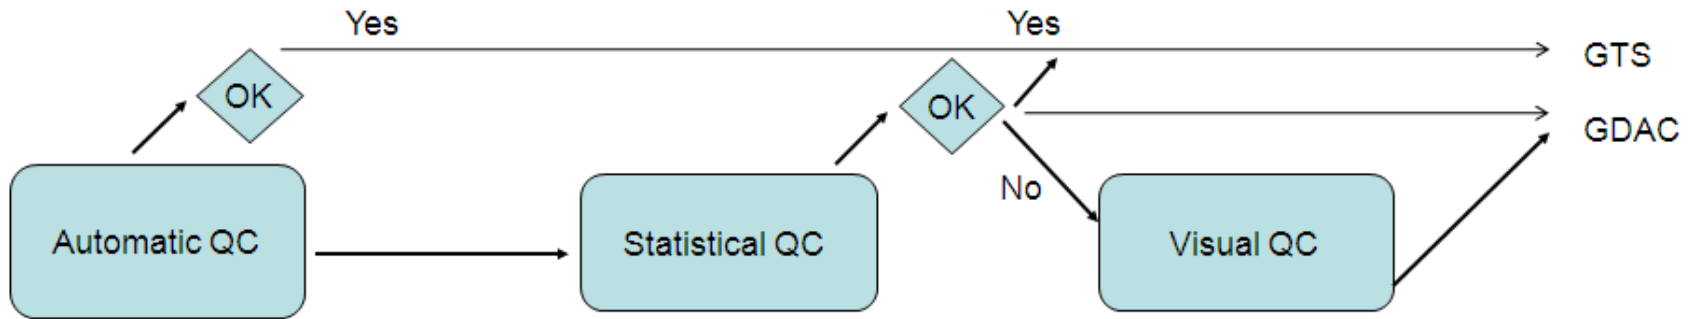 Yes
Yes
GTS
OK
OK
GDAC
No
Automatic QC
Statistical QC
Visual QC